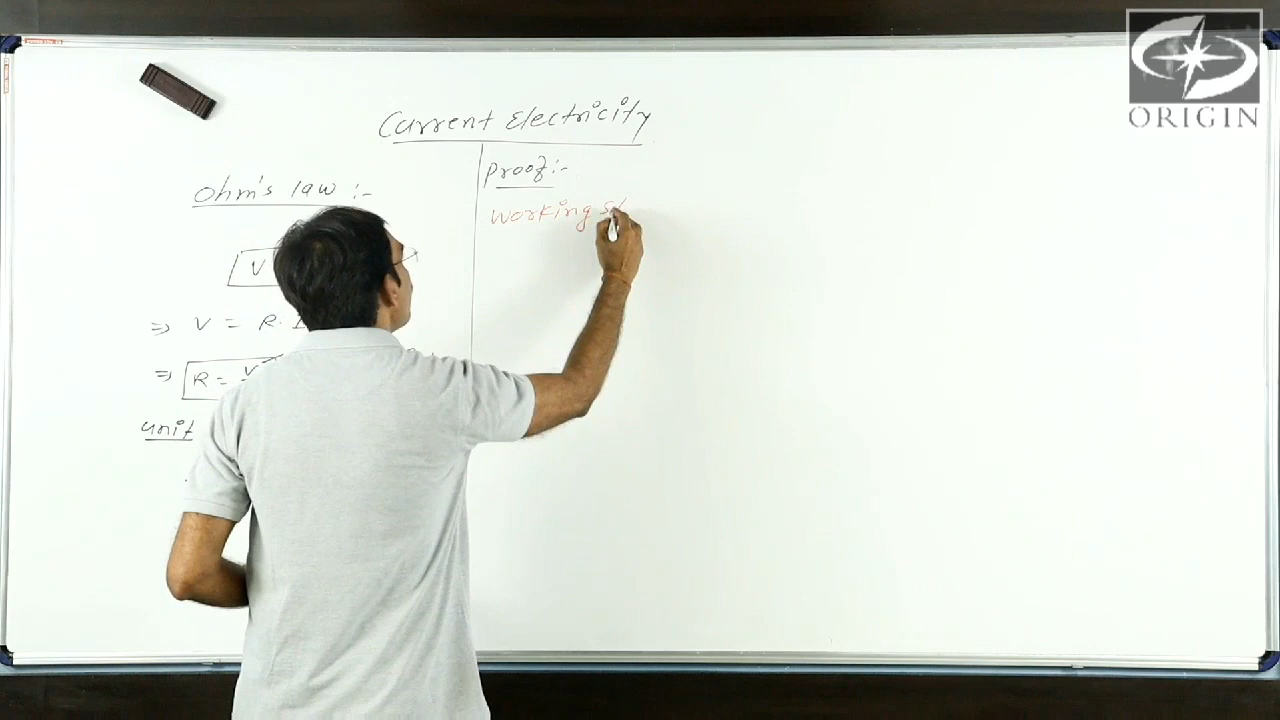 ORIGIN
Current Electricity
Ohm's law :-
V
⇒ V = R.I
⇒ R = V
unit
Proof :-
Working